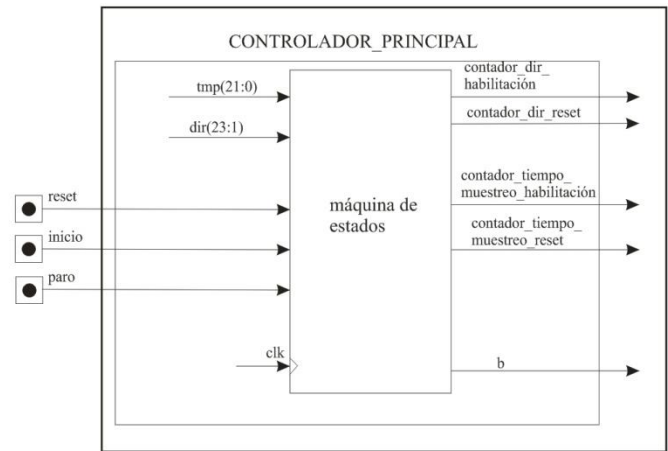 CONTROLADOR_PRINCIPAL
tmp(21:0)
dir(23:1)
reset
inicio
paro
clk
máquina de
estados
contador_dir_
habilitación
contador_dir_reset
contador_tiempo_
muestreo_habilitación
contador_tiempo_
muestreo_reset
b